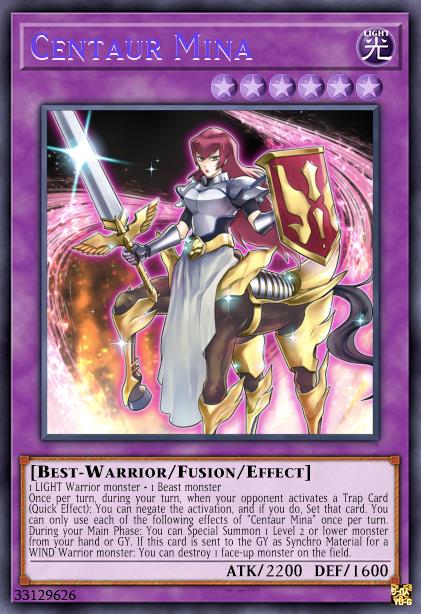 Centaur Mina
LIGHT
光
[Best-Warrior/Fusion/Effect]
1 LIGHT Warrior monster + 1 Beast monster
Once per turn, during your turn, when your opponent activates a Trap Card
(Quick Effect): You can negate the activation, and if you do, Set that card. You
can only use each of the following effects of "Centaur Mina" once per turn.
During your Main Phase: You can Special Summon 1 Level 2 or lower monster
from your hand or GY. If this card is sent to the GY as Synchro Material for a
WIND Warrior monster: You can destroy 1 face-up monster on the field.
ATK/2200 DEF/1600
33129626